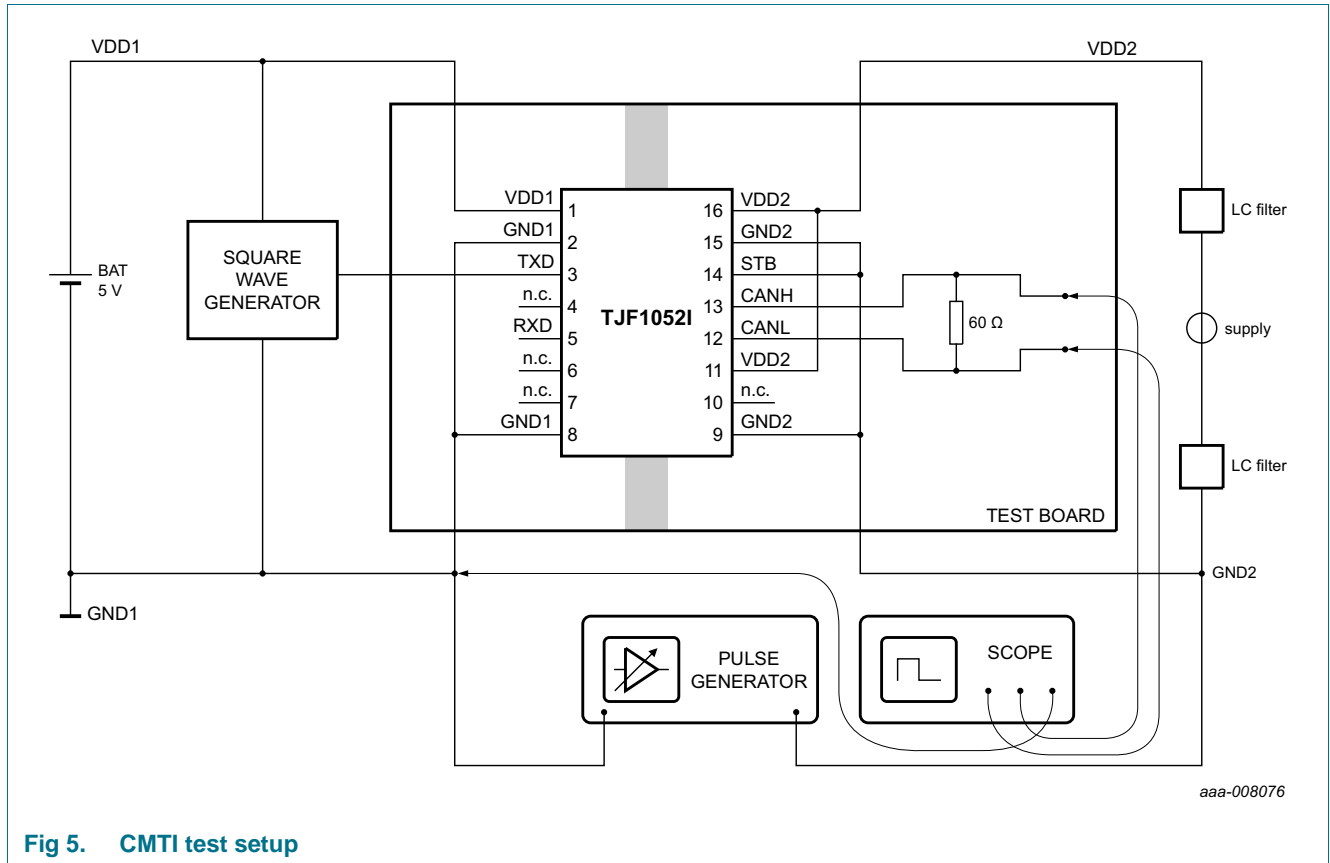 VDD1
VDD2
BAT
5 V
SQUARE
WAVE
GENERATOR
VDD1
GND1
TXD
n.c.
RXD
n.c.
n.c.
GND1
1
2
3
4
5
6
7
8
TJF1052I
16
15
14
13
12
11
10
9
VDD2
GND2
STB
CANH
CANL
VDD2
n.c.
GND2
60 Ω
LC filter
supply
LC filter
TEST BOARD
GND1
GND2
PULSE
GENERATOR
SCOPE
aaa-008076
Fig 5. CMTI test setup